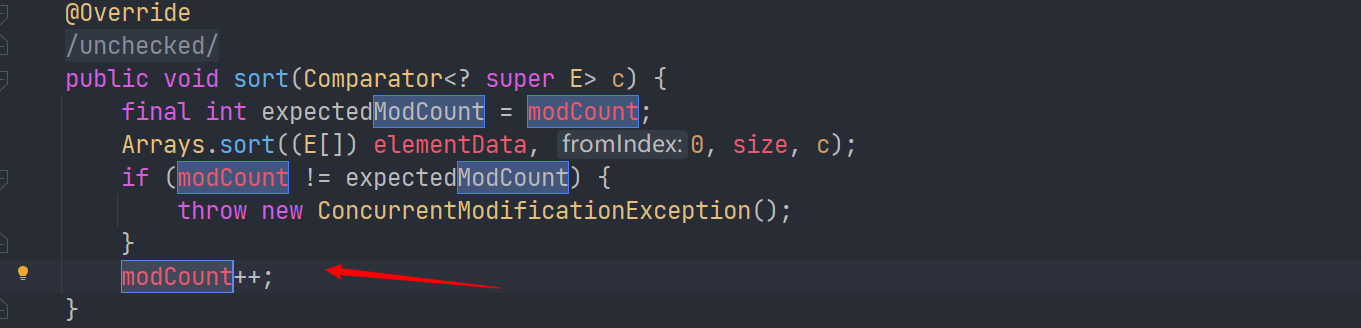 @Override
/unchecked/
public void sort(Comparator<? super E> c) {
final int expectedModCount = modCount;
Arrays.sort((E[]) elementData, fromIndex: 0, size, c);
if (modCount != expectedModCount) {
throw new ConcurrentModificationException();
}
modCount++;
}